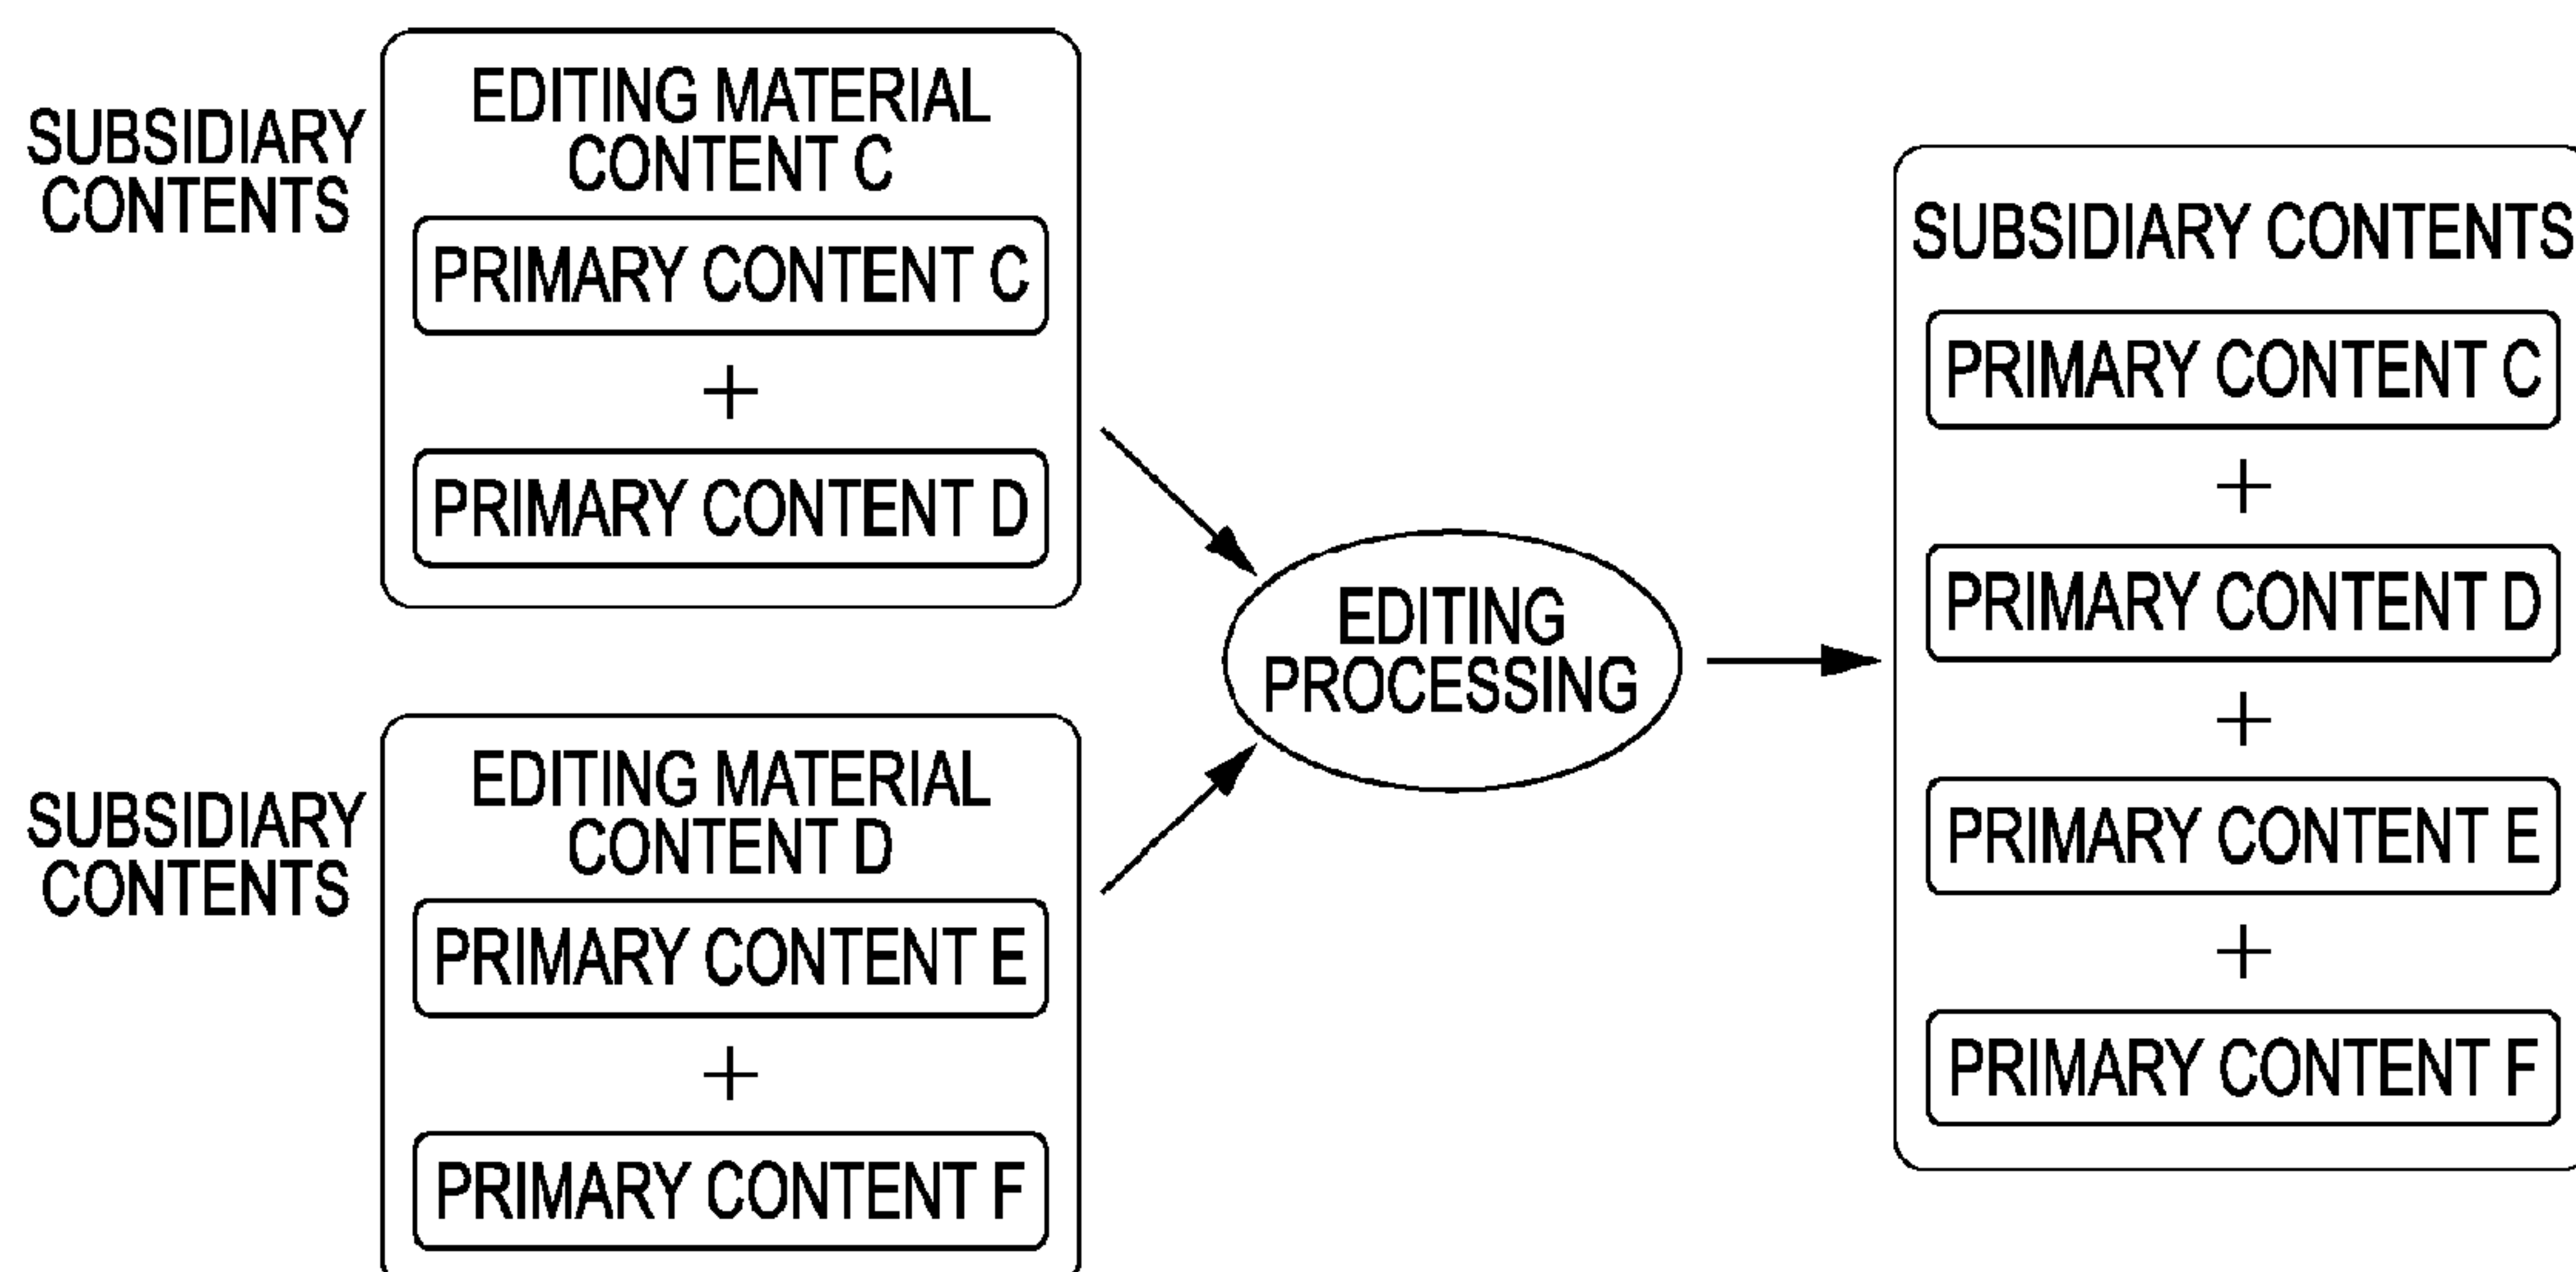 SUBSIDIARY
CONTENTS
EDITING MATERIAL
CONTENT C
PRIMARY CONTENT C
+
PRIMARY CONTENT D
SUBSIDIARY
CONTENTS
EDITING MATERIAL
CONTENT D
PRIMARY CONTENT E
+
PRIMARY CONTENT F
EDITING
PROCESSING
SUBSIDIARY CONTENTS
PRIMARY CONTENT C
+
PRIMARY CONTENT D
+
PRIMARY CONTENT E
+
PRIMARY CONTENT F